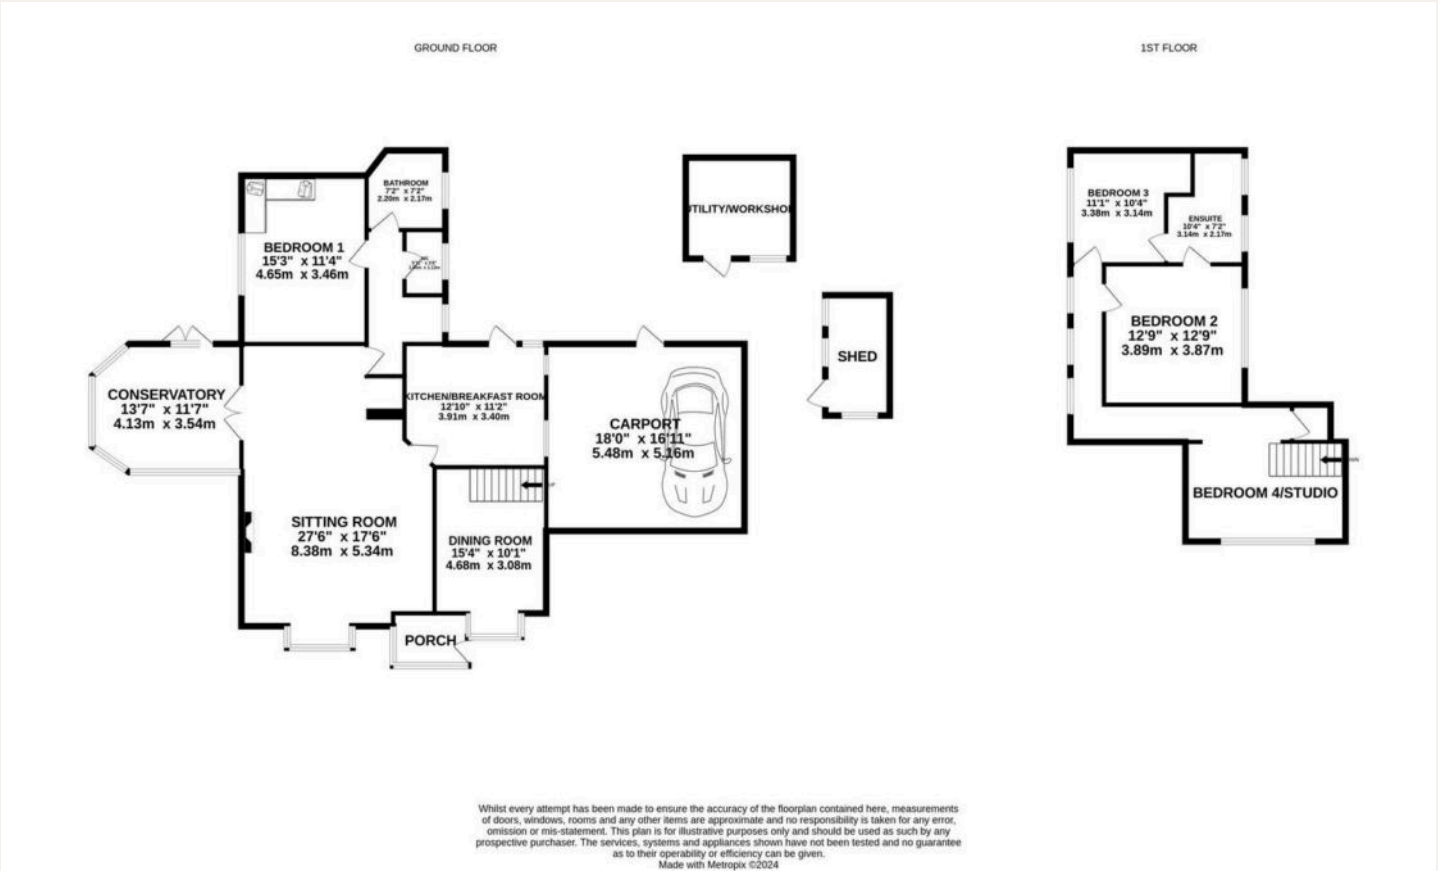 GROUND FLOOR
1ST FLOOR
BATHROOM
7'2" x 7'2"
2.20m x 2.17m
BEDROOM 1
15'3" x 11'4"
4.65m x 3.46m
UTILITY/WORKSHOP
BEDROOM 3
11'1" x 10'4"
3.38m x 3.14m
ENSUITE
10'4" x 7'2"
3.14m x 2.17m
BEDROOM 2
12'9" x 12'9"
3.89m x 3.87m
SHED
CONSERVATORY
13'7" x 11'7"
4.13m x 3.54m
KITCHEN/BREAKFAST ROOM
12'10" x 11'2"
3.91m x 3.40m
CARPORT
18'0" x 16'11"
5.48m x 5.16m
BEDROOM 4/STUDIO
SITTING ROOM
27'6" x 17'6"
8.38m x 5.34m
UP
DINING ROOM
15'4" x 10'1"
4.68m x 3.08m
PORCH
Whilst every attempt has been made to ensure the accuracy of the floorplan contained here, measurements
of doors, windows, rooms and any other items are approximate and no responsibility is taken for any error,
omission or mis-statement. This plan is for illustrative purposes only and should be used as such by any
prospective purchaser. The services, systems and appliances shown have not been tested and no guarantee
as to their operability or efficiency can be given.
Made with Metropix ©2024